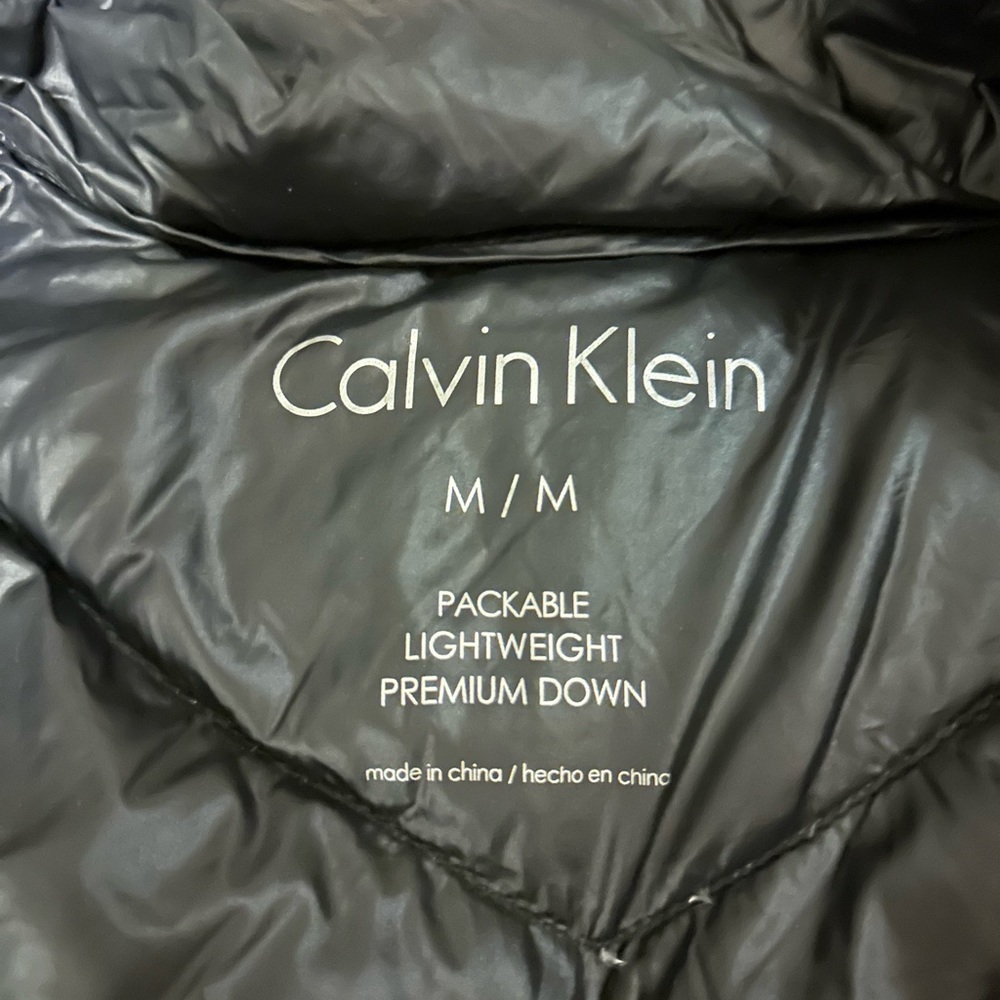 Calvin Klein
M / M
PACKABLE
LIGHTWEIGHT
PREMIUM DOWN
made in china / hecho en china